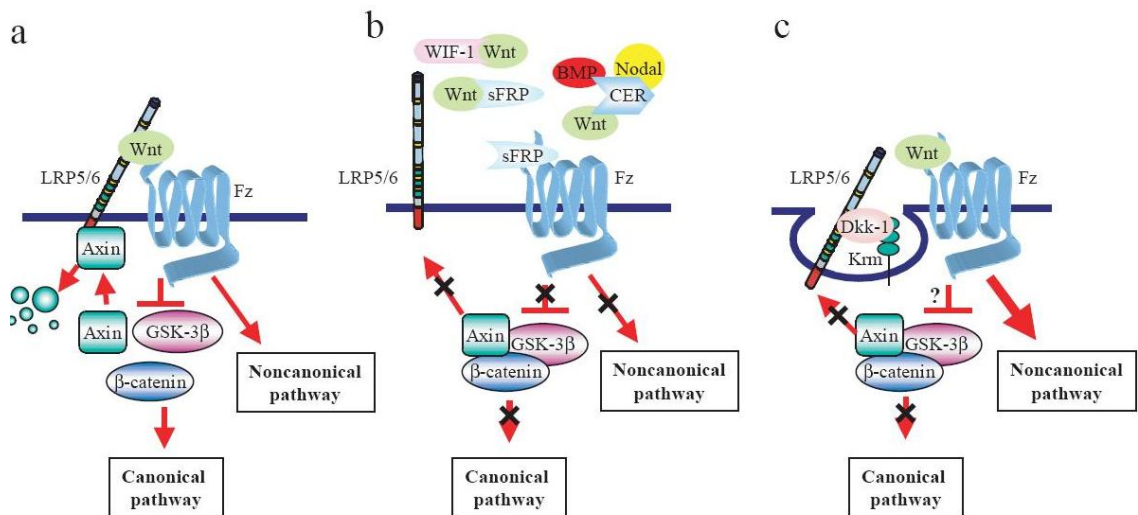 a
Wnt
LRP5/6
Fz
Axin
Axin
GSK-3β
β-catenin
Noncanonical
pathway
Canonical
pathway
b
WIF-1
Wnt
Wnt
sFRP
BMP
Nodal
CER
Wnt
sFRP
LRP5/6
Fz
Axin
GSK-3β
β-catenin
Noncanonical
pathway
Canonical
pathway
c
Wnt
LRP5/6
Fz
Dkk-1
Krm
?
Axin
GSK-3β
β-catenin
Noncanonical
pathway
Canonical
pathway